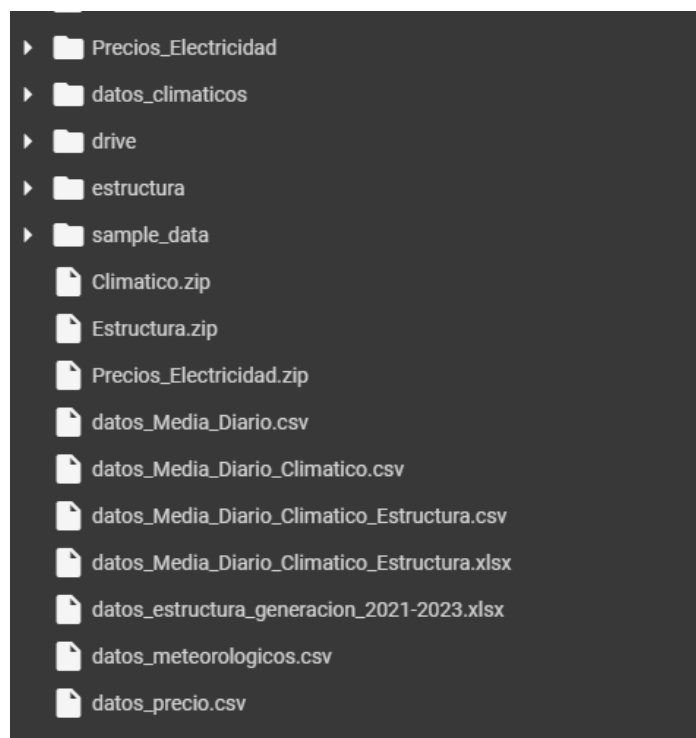 Precios_Electricidad
datos_climaticos
drive
estructura
sample_data
Climatico.zip
Estructura.zip
Precios_Electricidad.zip
datos_Media_Diario.csv
datos_Media_Diario_Climatico.csv
datos_Media_Diario_Climatico_Estructura.csv
datos_Media_Diario_Climatico_Estructura.xlsx
datos_estructura_generacion_2021-2023.xlsx
datos_meteorologicos.csv
datos_precio.csv